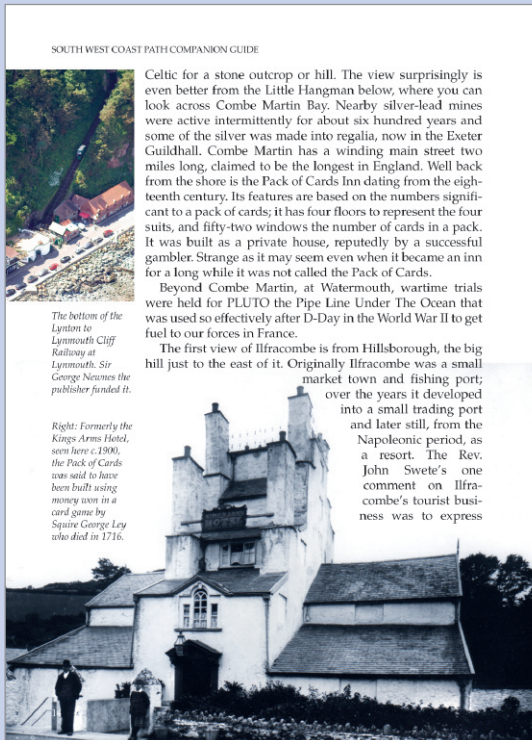 SOUTH WEST COAST PATH COMPANION GUIDE
Celtic for a stone outcrop or hill. The view surprisingly is
even better from the Little Hangman below, where you can
look across Combe Martin Bay. Nearby silver-lead mines
were active intermittently for about six hundred years and
some of the silver was made into regalia, now in the Exeter
Guildhall. Combe Martin has a winding main street two
miles long, claimed to be the longest in England. Well back
from the shore is the Pack of Cards Inn dating from the eigh-
teenth century. Its features are based on the numbers signifi-
cant to a pack of cards; it has four floors to represent the four
suits, and fifty-two windows the number of cards in a pack.
It was built as a private house, reputedly by a successful
gambler. Strange as it may seem even when it became an inn
for a long while it was not called the Pack of Cards.
Beyond Combe Martin, at Watermouth, wartime trials
were held for PLUTO the Pipe Line Under The Ocean that
was used so effectively after D-Day in the World War II to get
fuel to our forces in France.
The first view of Ilfracombe is from Hillsborough, the big
hill just to the east of it. Originally Ilfracombe was a small
market town and fishing port;
over the years it developed
into a small trading port
and later still, from the
Napoleonic period, as
a resort. The Rev.
John Swete's one
comment on Ilfra-
combe's tourist busi-
ness was to express
The bottom of the
Lynton to
Lynmouth Cliff
Railway at
Lynmouth. Sir
George Newnes the
publisher funded it.
Right: Formerly the
Kings Arms Hotel,
seen here c.1900,
the Pack of Cards
was said to have
been built using
money won in a
card game by
Squire George Ley
who died in 1716.
HOTEL